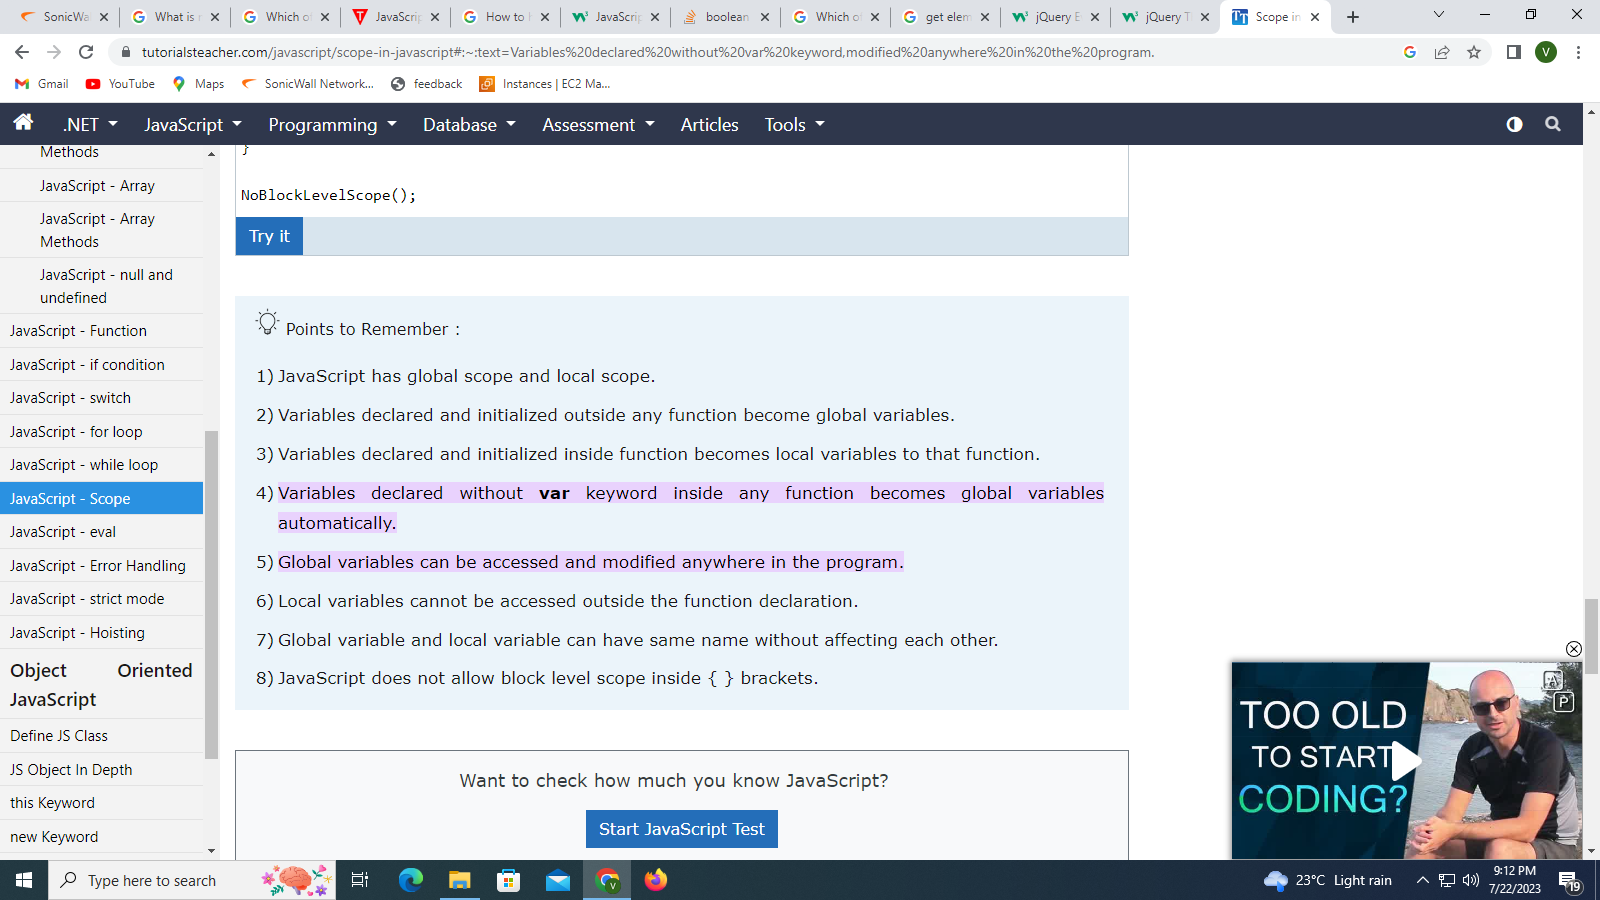 SonicWal
What is r
Which of
JavaScrip
How to h
JavaScrip
boolean
Which of
get elem
jQuery E
jQuery T
Scope in
tutorialsteacher.com/javascript/scope-in-javascript#:~:text=Variables%20declared%20without%20var%20keyword,modified%20anywhere%20in%20the%20program.
V
Gmail
YouTube
Maps
SonicWall Network...
feedback
Instances | EC2 Ma...
.NET
JavaScript
Programming
Database
Assessment
Articles
Tools
Methods
JavaScript - Array
JavaScript - Array
Methods
JavaScript - null and
undefined
JavaScript - Function
JavaScript - if condition
JavaScript - switch
JavaScript - for loop
JavaScript - while loop
JavaScript - Scope
JavaScript - eval
JavaScript - Error Handling
JavaScript - strict mode
JavaScript - Hoisting
Object Oriented
JavaScript
Define JS Class
JS Object In Depth
this Keyword
new Keyword
}
NoBlockLevelScope();
Try it
Points to Remember :
1) JavaScript has global scope and local scope.
2) Variables declared and initialized outside any function become global variables.
3) Variables declared and initialized inside function becomes local variables to that function.
4) Variables declared without var keyword inside any function becomes global variables
automatically.
5) Global variables can be accessed and modified anywhere in the program.
6) Local variables cannot be accessed outside the function declaration.
7) Global variable and local variable can have same name without affecting each other.
8) JavaScript does not allow block level scope inside { } brackets.
Want to check how much you know JavaScript?
Start JavaScript Test
TOO OLD
TO START
CODING?
P
Type here to search
V
23°C Light rain
9:12 PM
7/22/2023
19